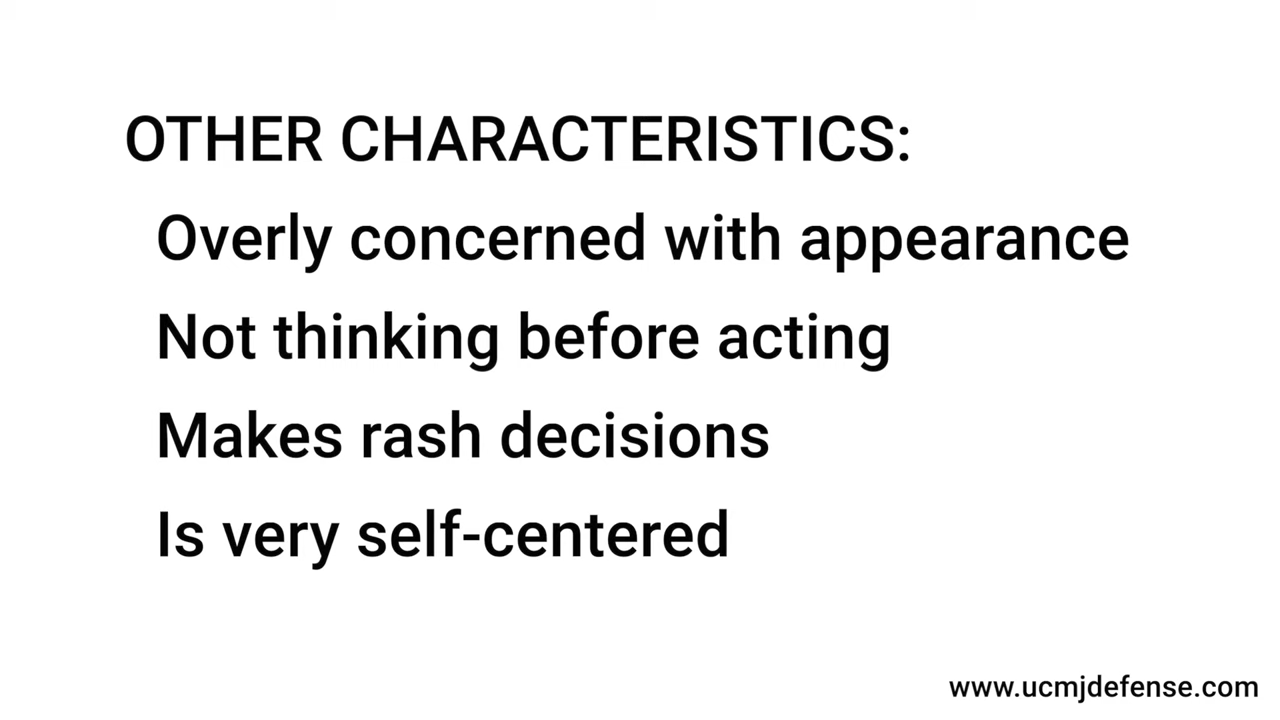 OTHER CHARACTERISTICS:
Overly concerned with appearance
Not thinking before acting
Makes rash decisions
Is very self-centered
www.ucmjdefense.com